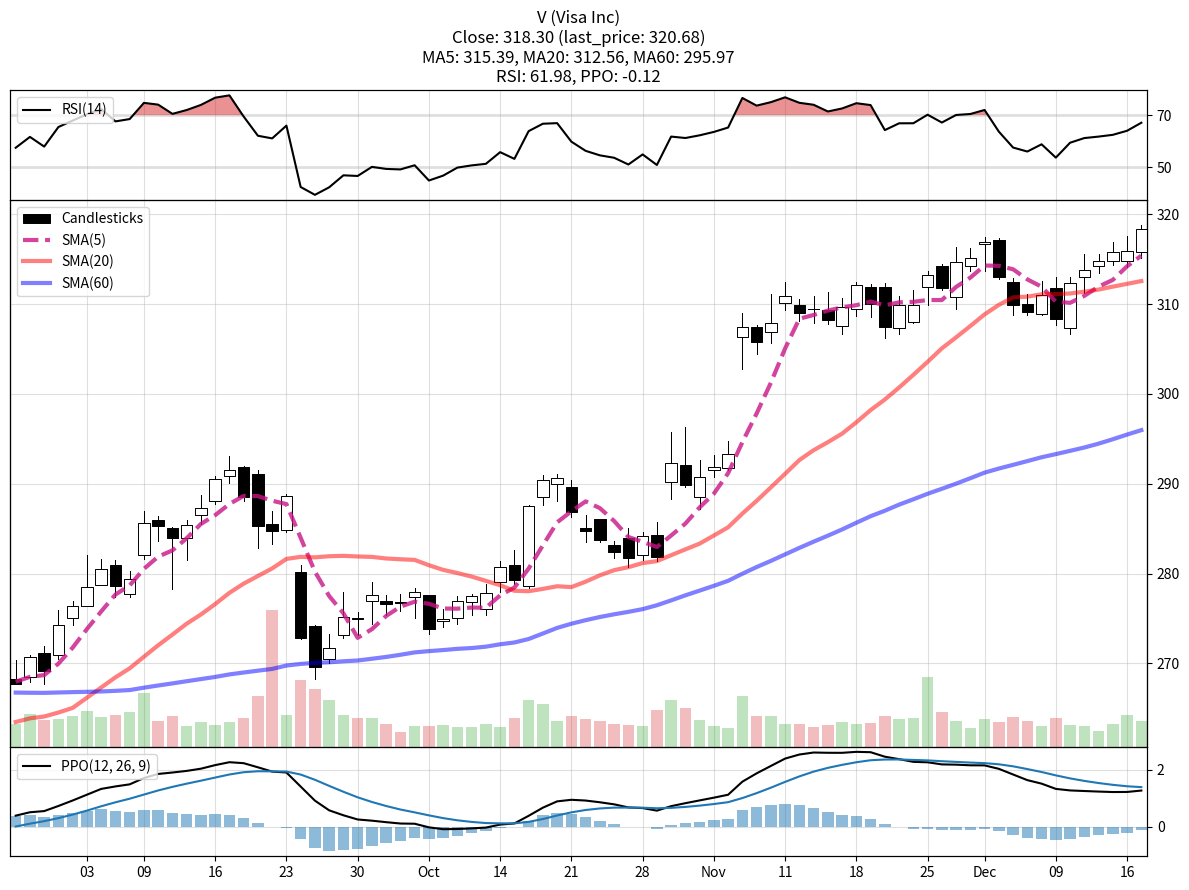 V (Visa Inc)
Close: 318.30 (last_price: 320.68)
MA5: 315.39, MA20: 312.56, MA60: 295.97
RSI: 61.98, PPO: -0.12
RSI(14)
70
50
Candlesticks
SMA(5)
SMA(20)
SMA(60)
320
310
300
290
280
270
PPO(12, 26, 9)
2
0
03 09 16 23 30 Oct 14 21 28 Nov 11 18 25 Dec 09 16